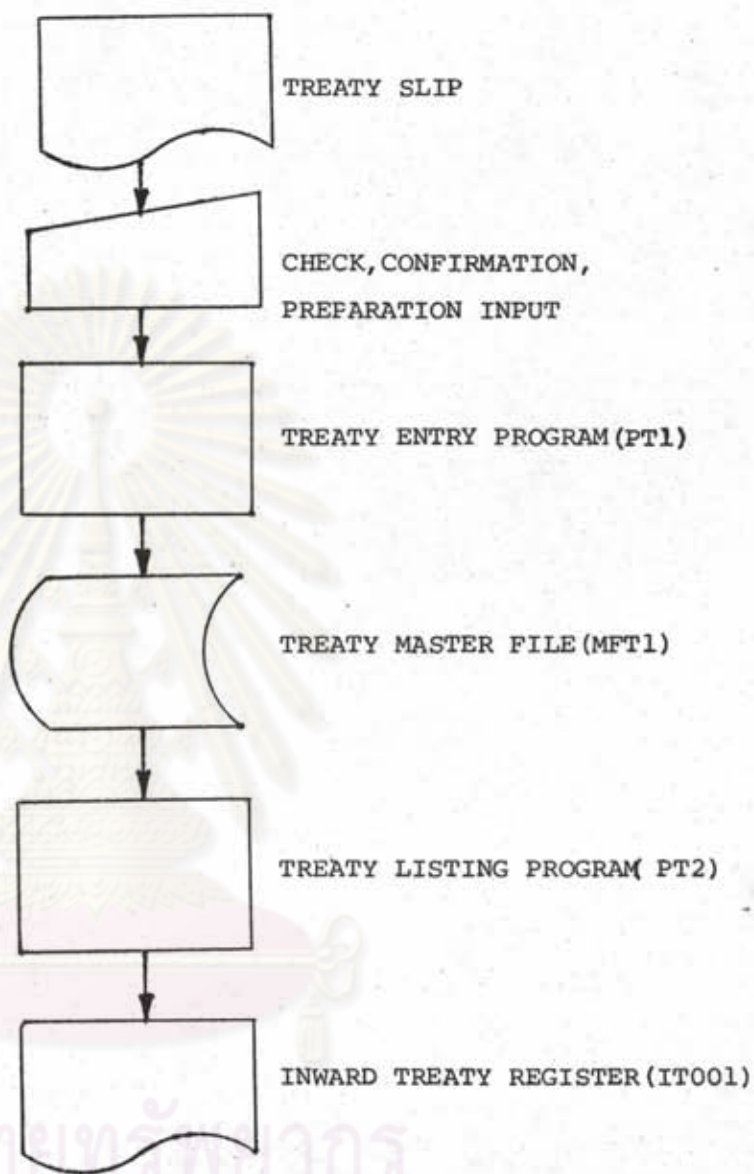 TREATY SLIP
CHECK,CONFIRMATION,
PREPARATION INPUT
TREATY ENTRY PROGRAM(PT1)
TREATY MASTER FILE(MFT1)
TREATY LISTING PROGRAM( PT2)
INWARD TREATY REGISTER(IT001)